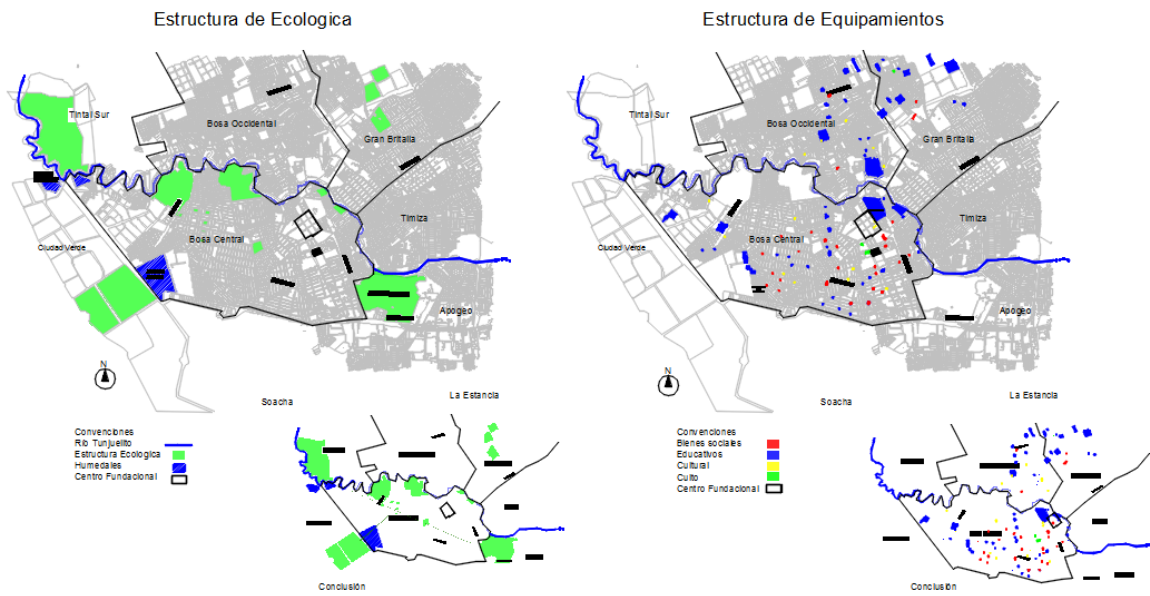 Estructura de Ecologica
Tintal Sur
Bosa Occidental
Gran Britalia
Timiza
Ciudad Verde
Bosa Central
Apogeo
N
Soacha
La Estancia
Convenciones
Rio Tunjuelito
Estructura Ecologica
Humedales
Centro Fundacional
Conclusión
Estructura de Equipamientos
Tintal Sur
Bosa Occidental
Gran Britalia
Timiza
Ciudad Verde
Bosa Central
Apogeo
N
Soacha
La Estancia
Convenciones
Bienes sociales
Educativos
Cultural
Culto
Centro Fundacional
Conclusión